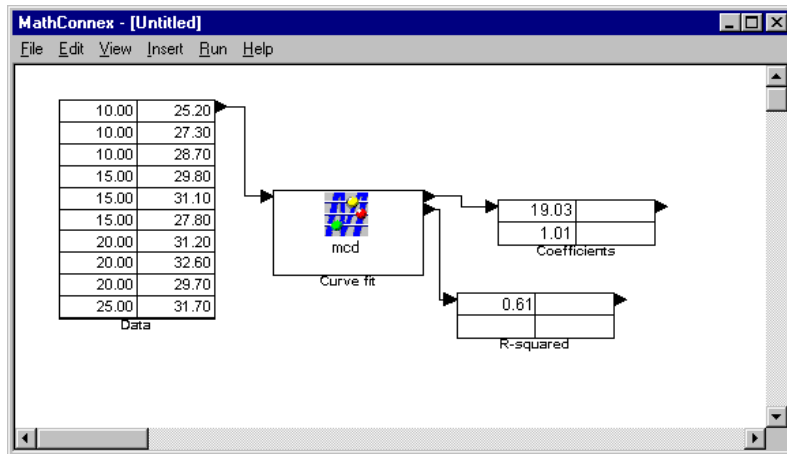 MathConnex - [Untitled]
File Edit View Insert Run Help
10.00 25.20
10.00 27.30
10.00 28.70
15.00 29.80
15.00 31.10
15.00 27.80
20.00 31.20
20.00 32.60
20.00 29.70
25.00 31.70
Data
mcd
Curve fit
19.03
1.01
Coefficients
0.61
R-squared